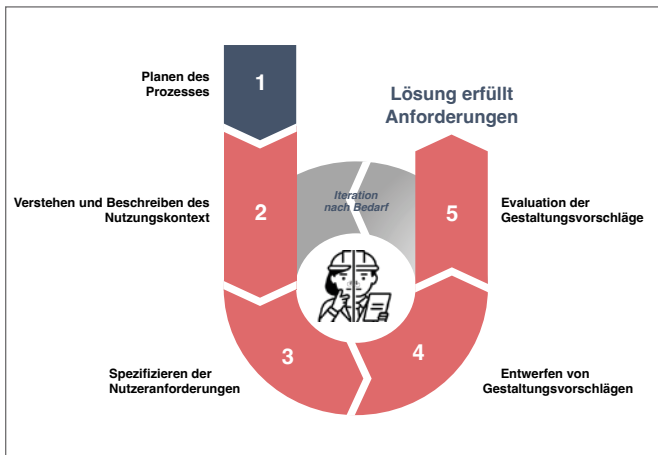 1
Planen des
Prozesses
Lösung erfüllt
Anforderungen
Iteration
nach Bedarf
Verstehen und Beschreiben des
Nutzungskontext
2
5
Evaluation der
Gestaltungsvorschläge
3
4
Spezifizieren der
Nutzeranforderungen
Entwerfen von
Gestaltungsvorschlägen